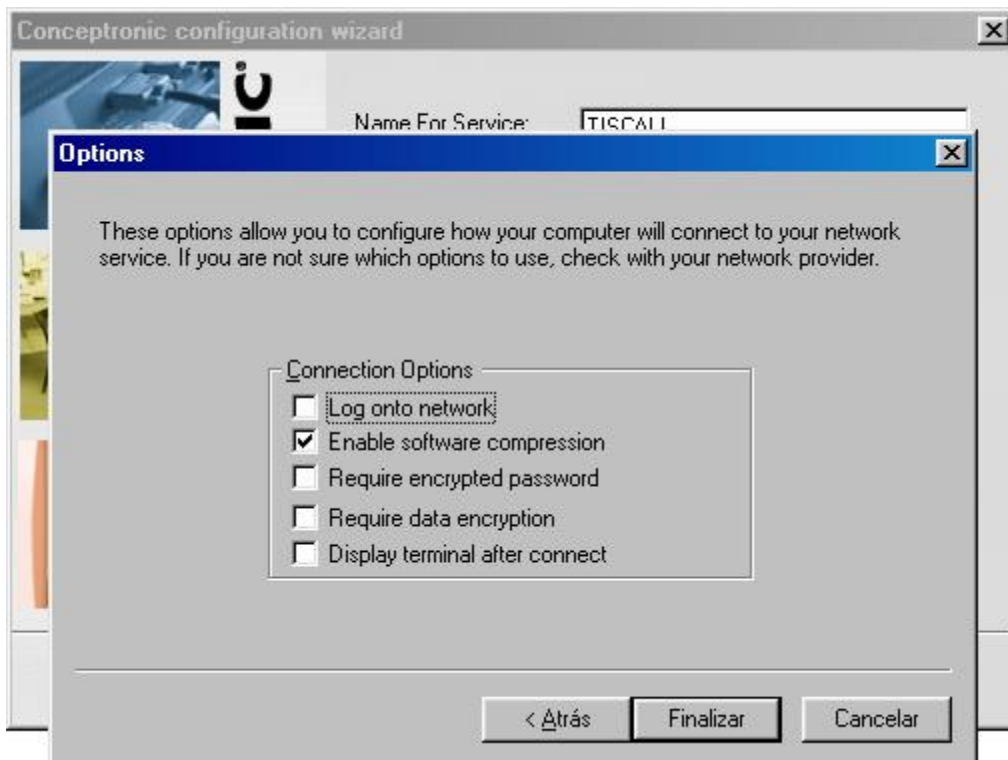 Conceptronic configuration wizard
Name For Service: TISCALI
Options
These options allow you to configure how your computer will connect to your network
service. If you are not sure which options to use, check with your network provider.
Connection Options
Log onto network
Enable software compression
Require encrypted password
Require data encryption
Display terminal after connect
< Atrás Finalizar Cancelar